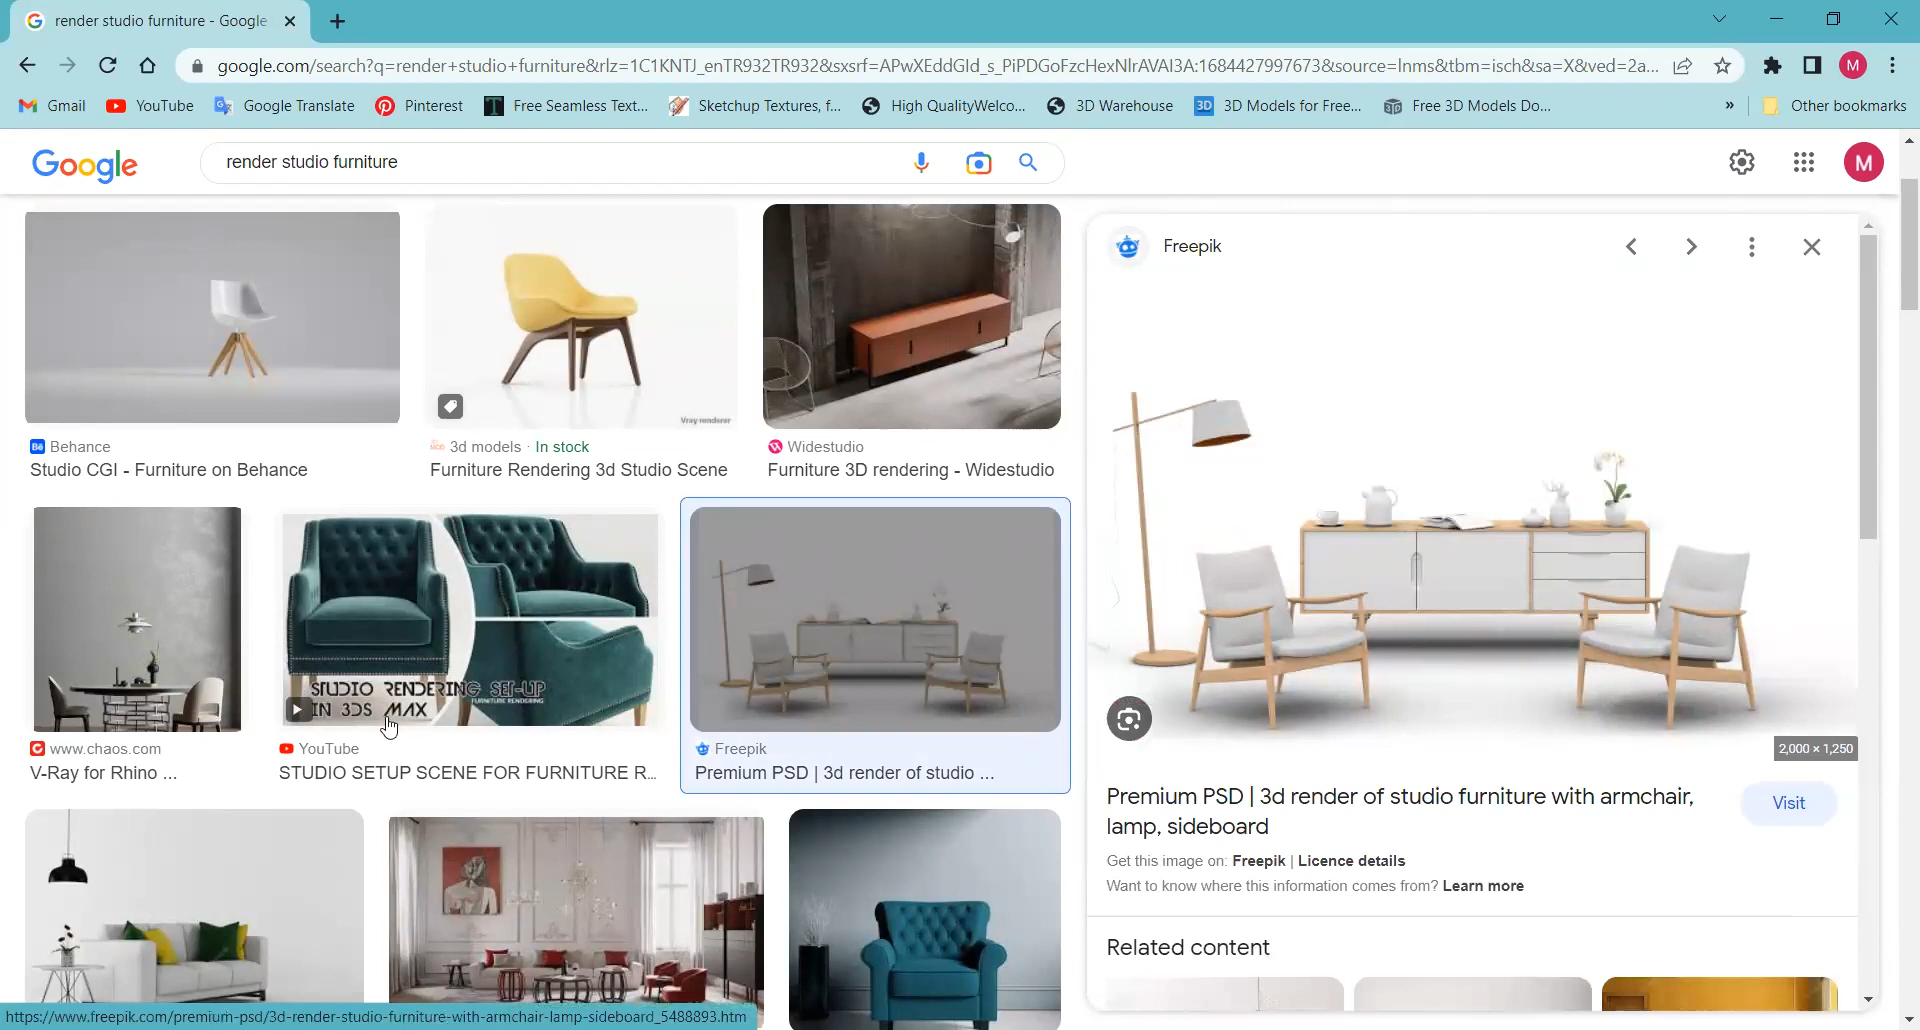 render studio furniture - Google
google.com/search?q=render+studio+furniture&rlz=1C1KNTJ_enTR932TR932&sxsrf=APwXEddGId_s_PiPDGoFzcHexNlrAVAI3A:1684427997673&source=lnms&tbm=isch&sa=X&ved=2a...
M
Gmail
YouTube
Google Translate
Pinterest
Free Seamless Text...
Sketchup Textures, f...
High QualityWelco...
3D Warehouse
3D Models for Free...
Free 3D Models Do...
»
Other bookmarks
Google
render studio furniture
M
Vray renderer
Behance
Studio CGI - Furniture on Behance
3d models · In stock
Furniture Rendering 3d Studio Scene
Widestudio
Furniture 3D rendering - Widestudio
STUDIO RENDERING SET-UP
FURNITURE RENDERING
IN 3DS MAX
www.chaos.com
V-Ray for Rhino ...
YouTube
STUDIO SETUP SCENE FOR FURNITURE R...
Freepik
Premium PSD | 3d render of studio ...
Freepik
2,000 × 1,250
Premium PSD | 3d render of studio furniture with armchair,
lamp, sideboard
Visit
Get this image on: Freepik | Licence details
Want to know where this information comes from? Learn more
Related content
https://www.freepik.com/premium-psd/3d-render-studio-furniture-with-armchair-lamp-sideboard_5488893.htm